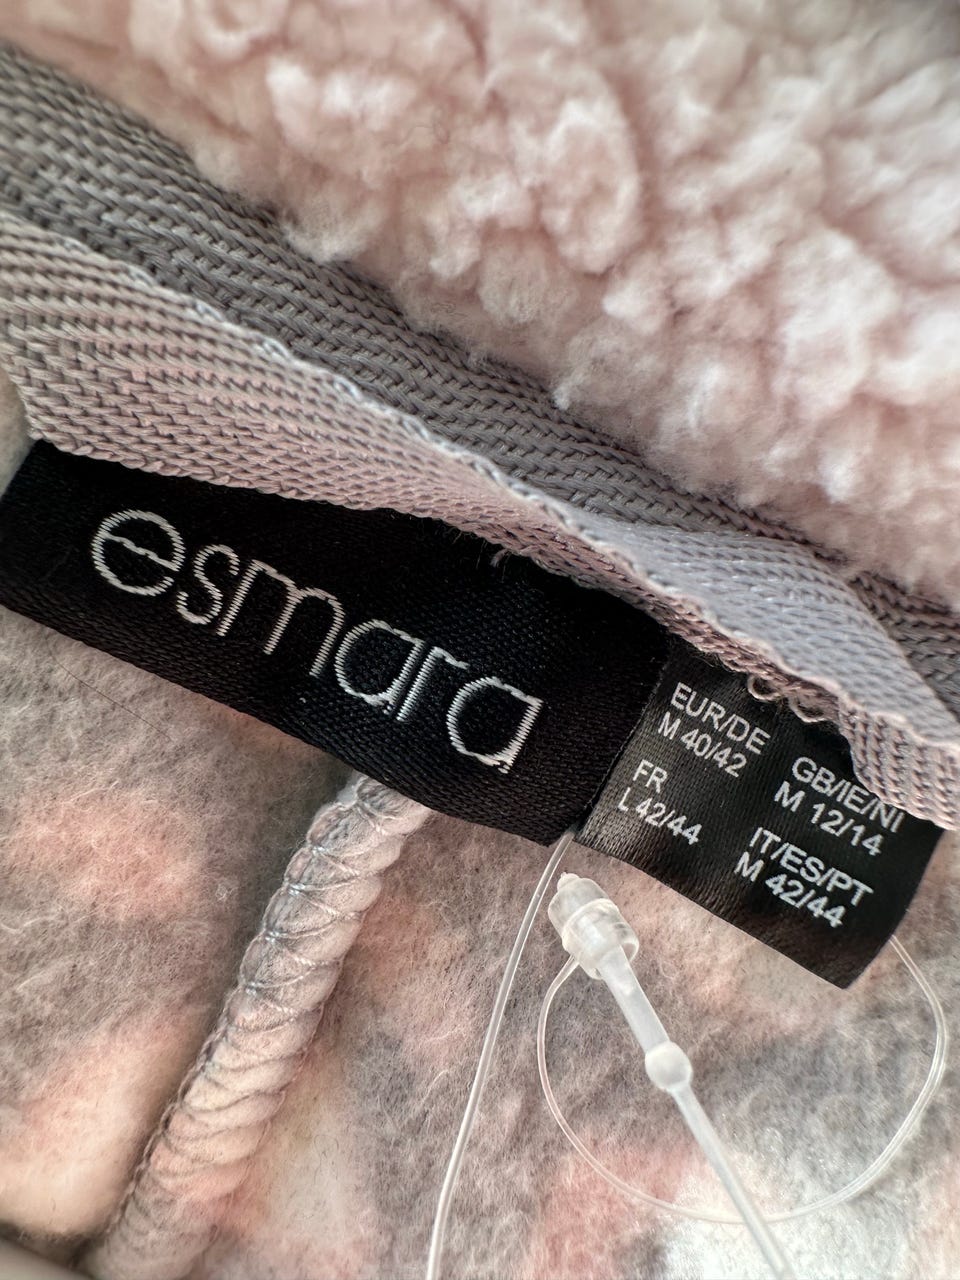 esmara
EUR/DE
M 40/42
GB/IE/NI
M 12/14
FR
L 42/44
IT/ES/PT
M 42/44